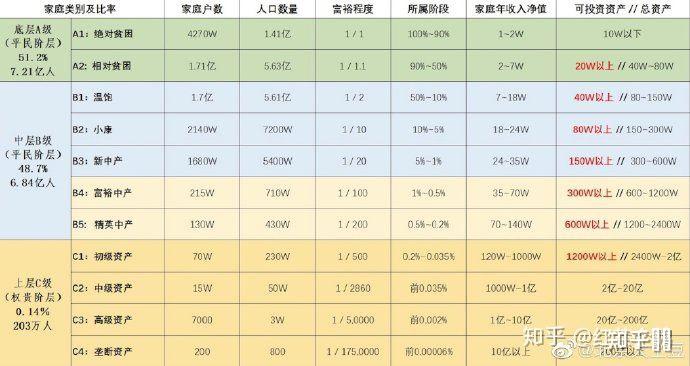 家庭类别及比率 家庭户数 人口数量 富裕程度 所属阶段 家庭年收入净值 可投资资产 / 总资产
底层A级
(平民阶层)
51.2%
7.21亿人
A1：绝对贫困 4270W 1.41亿 1 / 1 100%~90% 1~2W 10W以下
A2：相对贫困 1.71亿 5.63亿 1 / 1.1 90%~50% 2~7W 20W以上 // 40W~80W
中层B级
(平民阶层)
48.7%
6.84亿人
B1：温饱 1.7亿 5.61亿 1 / 2 50%~10% 7~18W 40W以上 // 80~150W
B2：小康 2140W 7200W 1 / 10 10%~5% 18~24W 80W以上 // 150~300W
B3：新中产 1680W 5400W 1 / 20 5%~1% 24~35W 150W以上 // 300~600W
B4：富裕中产 215W 710W 1 / 100 1%~0.5% 35~70W 300W以上 // 600~1200W
B5：精英中产 130W 430W 1 / 200 0.5%~0.2% 70~140W 600W以上 // 1200~2400W
上层C级
(权贵阶层)
0.14%
203万人
C1：初级资产 70W 230W 1 / 500 0.2%~0.035% 120W~1000W 1200W以上 // 2400W~2亿
C2：中级资产 15W 50W 1 / 2860 前0.035% 1000W~1亿 2亿~20亿
C3：高级资产 7000 3W 1 / 5,0000 前0.002% 1亿~10亿 20亿~200亿
C4：垄断资产 200 800 1 / 175,0000 前0.00006% 10亿以上
知乎